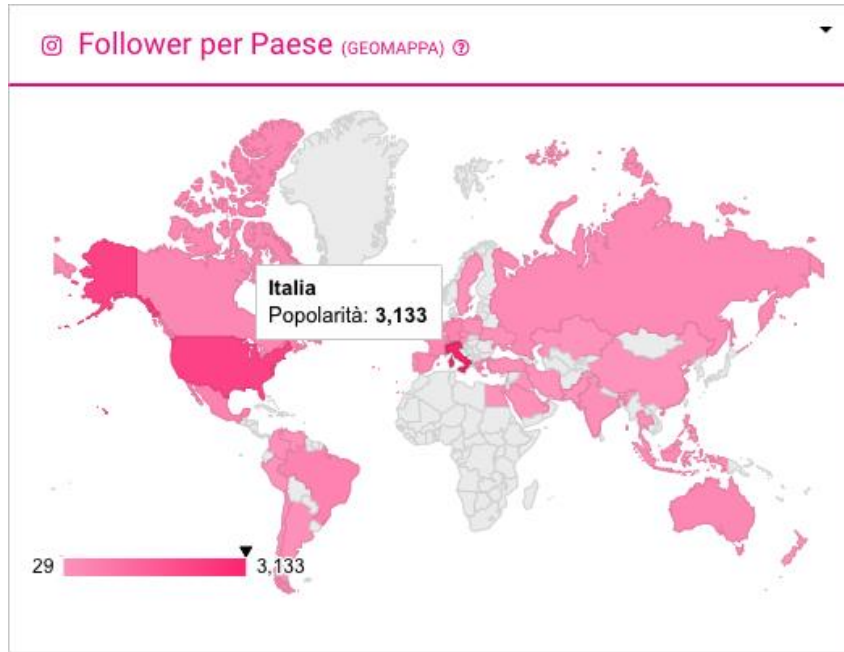 Follower per Paese (GEOMAPPA) ?
Italia
Popolarità: 3,133
29
3,133